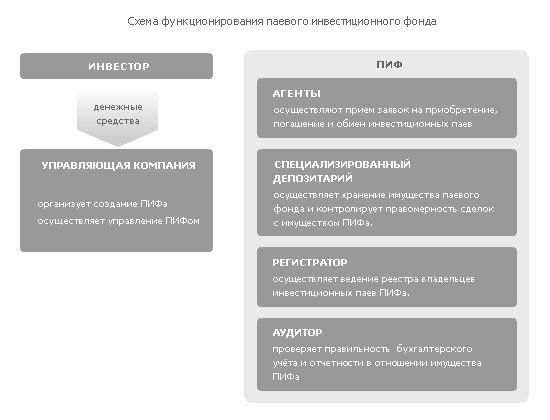 Схема функционирования паевого инвестиционного фонда
ИНВЕСТОР
денежные
средства
УПРАВЛЯЮЩАЯ КОМПАНИЯ
организует создание ПИФа
осуществляет управление ПИФом
ПИФ
АГЕНТЫ
осуществляют прием заявок на приобретение,
погашение и обмен инвестиционных паев
СПЕЦИАЛИЗИРОВАННЫЙ
ДЕПОЗИТАРИЙ
осуществляет хранение имущества паевого
фонда и контролирует правомерность сделок
с имуществом ПИФа.
РЕГИСТРАТОР
осуществляет ведение реестра владельцев
инвестиционных паев ПИФа.
АУДИТОР
проверяет правильность бухгалтерского
учёта и отчетности в отношении имущества
ПИФа